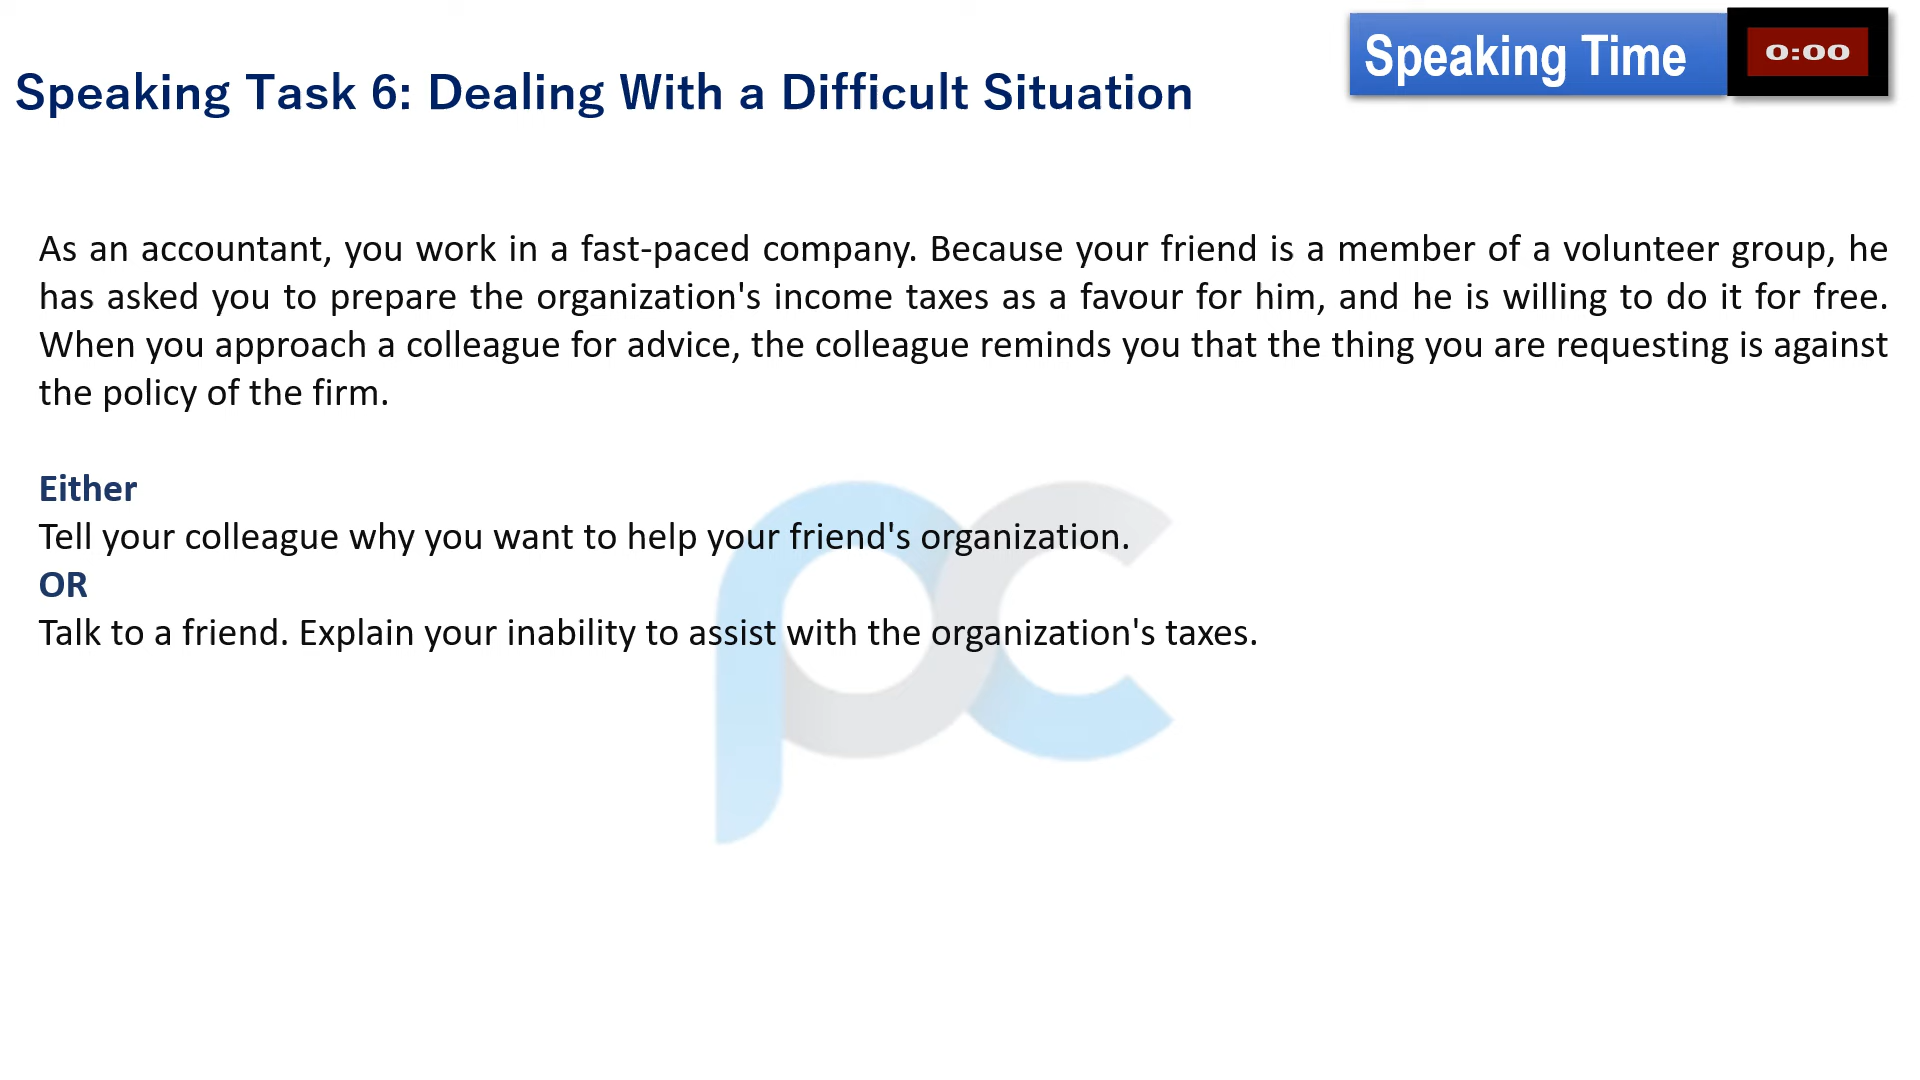 Speaking Time
0:00
Speaking Task 6: Dealing With a Difficult Situation
As an accountant, you work in a fast-paced company. Because your friend is a member of a volunteer group, he
has asked you to prepare the organization's income taxes as a favour for him, and he is willing to do it for free.
When you approach a colleague for advice, the colleague reminds you that the thing you are requesting is against
the policy of the firm.
Either
Tell your colleague why you want to help your friend's organization.
OR
Talk to a friend. Explain your inability to assist with the organization's taxes.
pc